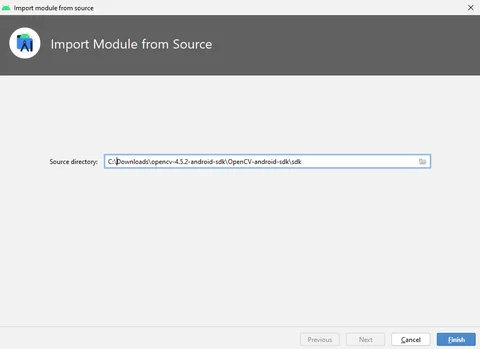 Import module from source
Import Module from Source
Source directory: C:\Downloads\opencv-4.5.2-android-sdk\OpenCV-android-sdk\sdk
Previous Next Cancel Finish